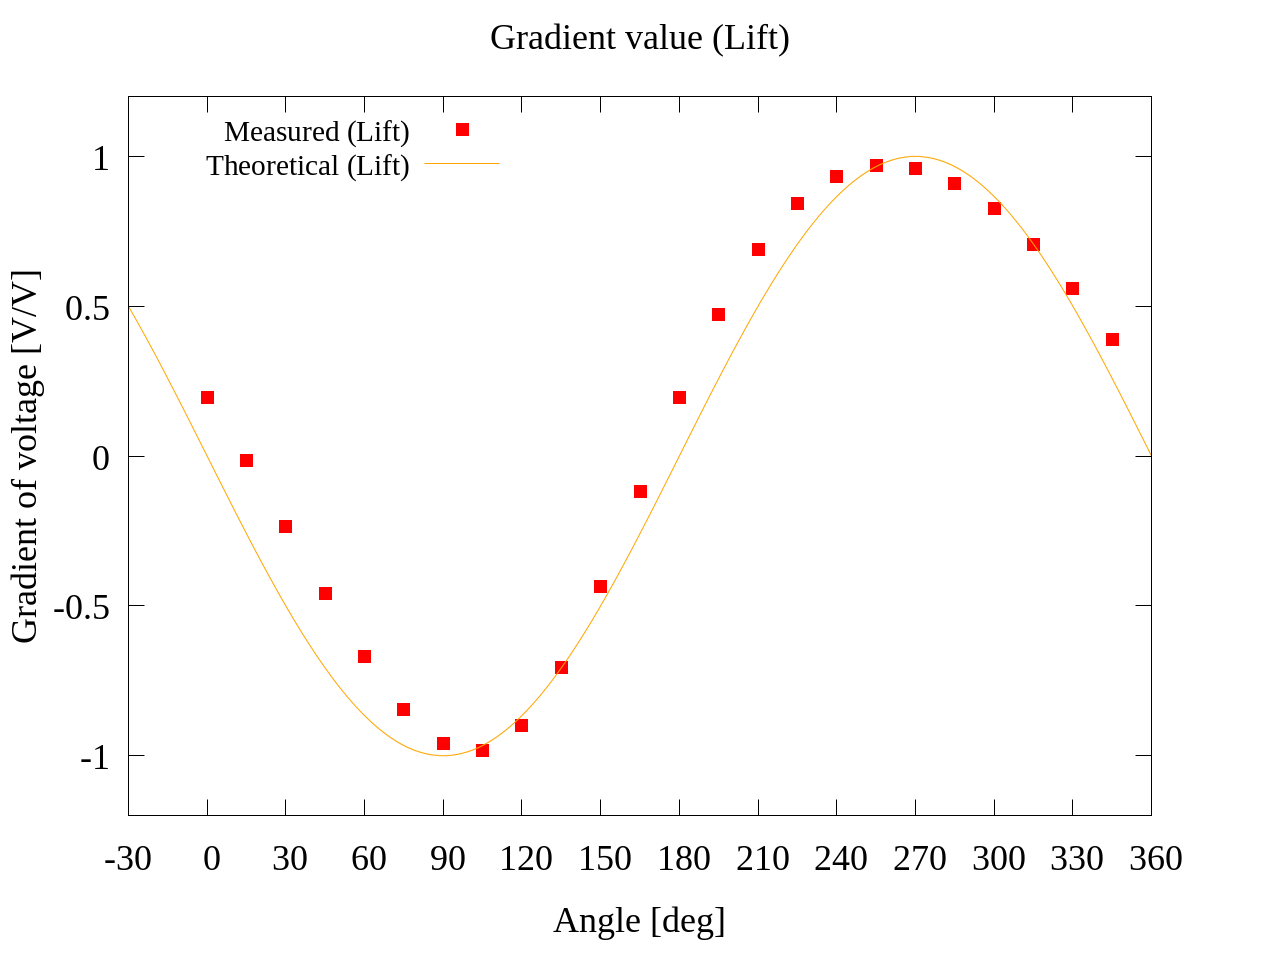 Gradient value (Lift)
Measured (Lift)
Theoretical (Lift)
1
0.5
0
-0.5
-1
Gradient of voltage [V/V]
-30 0 30 60 90 120 150 180 210 240 270 300 330 360
Angle [deg]